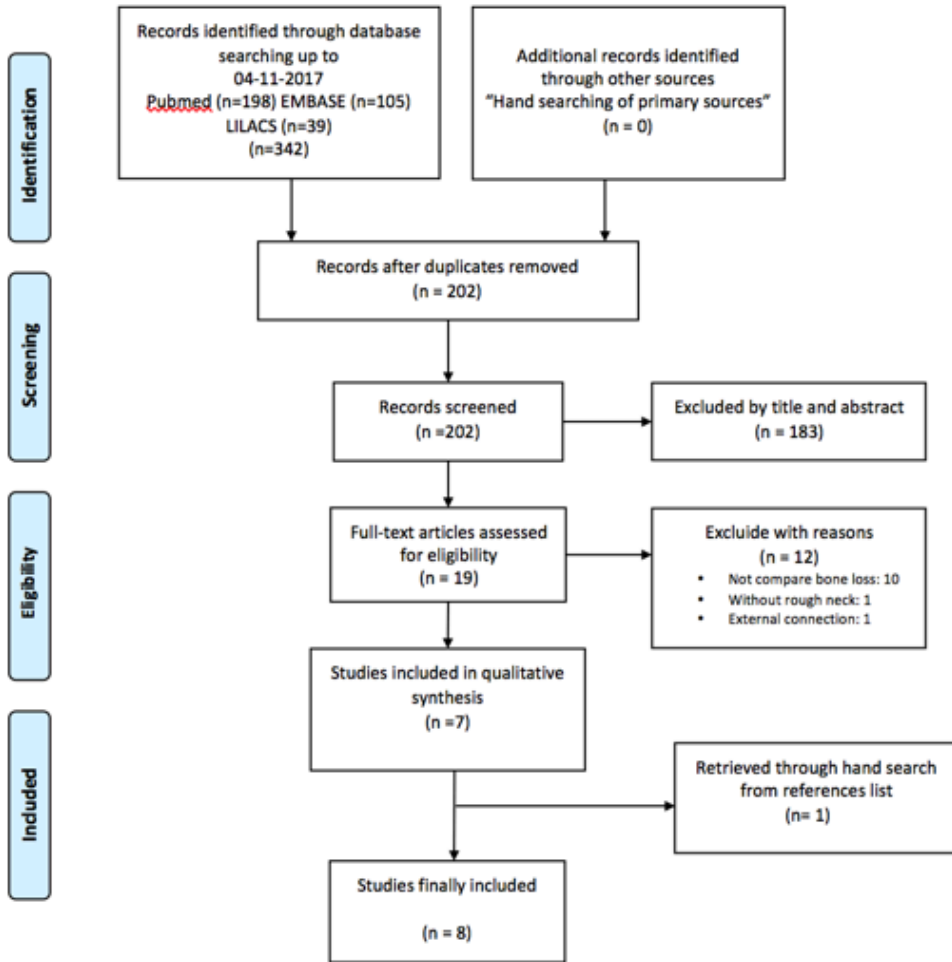 Identification
Records identified through database
searching up to
04-11-2017
Pubmed (n=198) EMBASE (n=105)
LILACS (n=39)
(n=342)
Additional records identified
through other sources
“Hand searching of primary sources”
(n = 0)
Records after duplicates removed
(n = 202)
Screening
Records screened
(n =202)
Excluded by title and abstract
(n = 183)
Eligibility
Full-text articles assessed
for eligibility
(n = 19)
Excluide with reasons
(n = 12)
• Not compare bone loss: 10
• Without rough neck: 1
• External connection: 1
Studies included in qualitative
synthesis
(n =7)
Included
Retrieved through hand search
from references list
(n= 1)
Studies finally included
(n = 8)